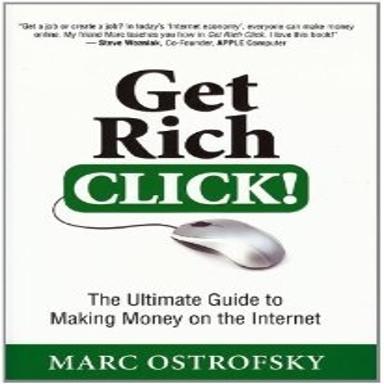 "Get a job or create a job? In today's 'Internet economy', everyone can make money
online. My friend Marc teaches you how in Get Rich Click. I love this book!"
— Steve Wozniak, Co-Founder, APPLE Computer
Get
Rich
CLICK!
The Ultimate Guide to
Making Money on the Internet
MARC OSTROFSKY